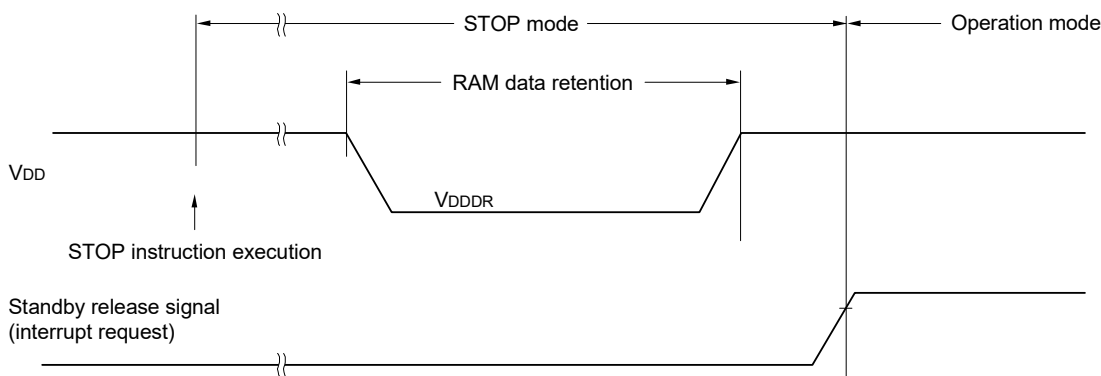 STOP mode
Operation mode
RAM data retention
VDD
VDDDR
STOP instruction execution
Standby release signal
(interrupt request)